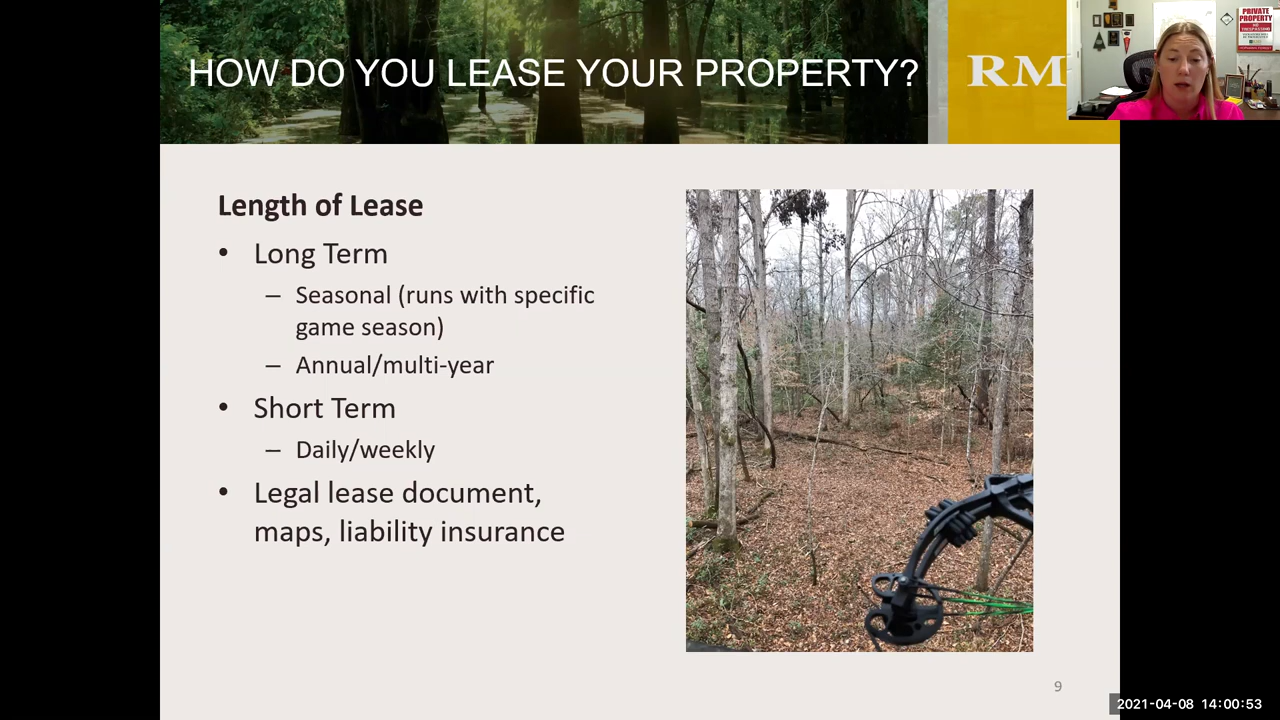 HOW DO YOU LEASE YOUR PROPERTY?
RM
PRIVATE
PROPERTY
Length of Lease
• Long Term
– Seasonal (runs with specific
game season)
– Annual/multi-year
• Short Term
– Daily/weekly
• Legal lease document,
maps, liability insurance
9
2021-04-08 14:00:53